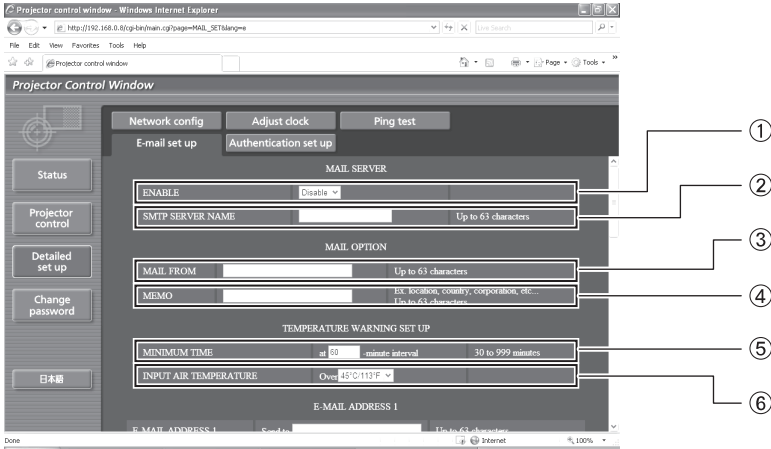 Projector control window - Windows Internet Explorer
http://192.168.0.8/cgi-bin/main.cgi?page=MAIL_SET&lang=e
Live Search
File Edit View Favorites Tools Help
Projector control window
Page Tools
Projector Control Window
Network config Adjust clock Ping test
E-mail set up Authentication set up
MAIL SERVER ①
Status
ENABLE Disable
②
SMTP SERVER NAME Up to 63 characters
Projector control
MAIL OPTION ③
Detailed set up
MAIL FROM Up to 63 characters
MEMO Ex. location, country, corporation, etc...
Up to 63 characters
④
Change password
TEMPERATURE WARNING SET UP
MINIMUM TIME at 60 -minute interval 30 to 999 minutes ⑤
INPUT AIR TEMPERATURE Over 45°C/113°F
日本語
⑥
E-MAIL ADDRESS 1
E-MAIL ADDRESS 1 Send to Up to 63 characters
Done Internet 100%